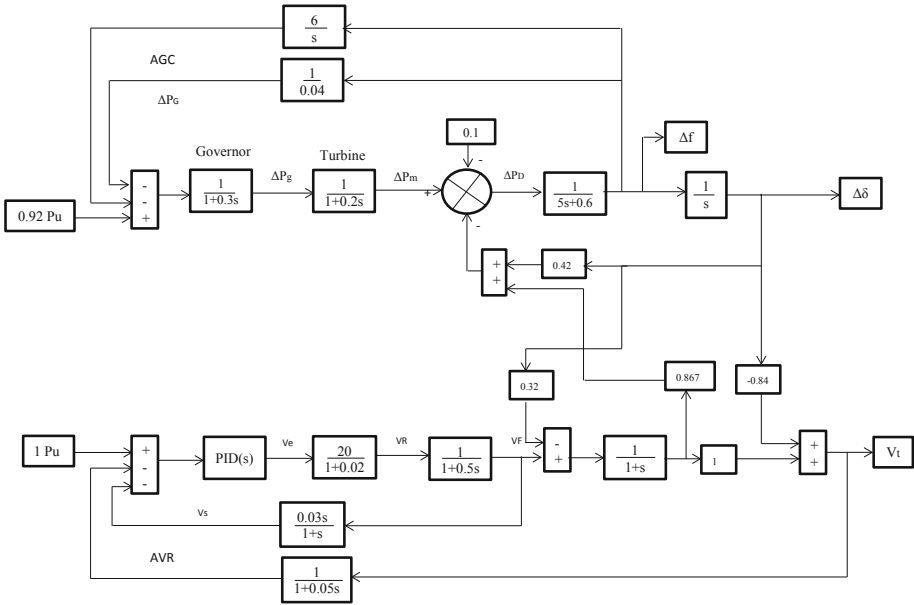 6
s
AGC
1
0.04
ΔPG
0.1
Δf
Governor
ΔPg
Turbine
ΔPm
-
ΔPD
-
-
+
1
1+0.3s
1
1+0.2s
+
1
5s+0.6
1
s
Δδ
0.92 Pu
-
+
+
0.42
0.32
0.867
-0.84
1 Pu
+
-
-
PID(s)
Ve
20
1+0.02
VR
1
1+0.5s
VF
-
+
1
1+s
1
+
+
Vt
Vs
0.03s
1+s
AVR
1
1+0.05s